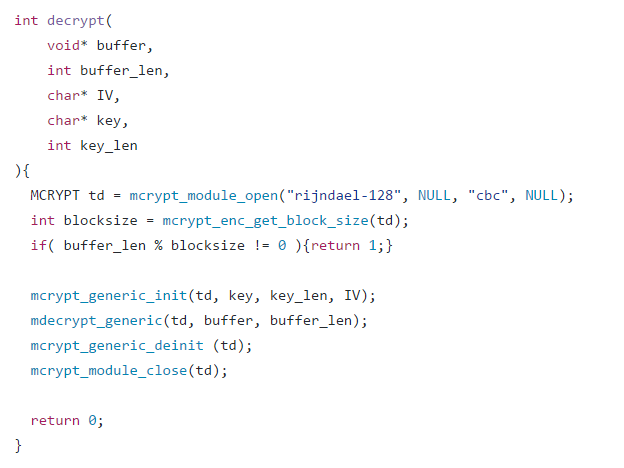 int decrypt(
    void* buffer,
    int buffer_len,
    char* IV,
    char* key,
    int key_len
){
  MCRYPT td = mcrypt_module_open("rijndael-128", NULL, "cbc", NULL);
  int blocksize = mcrypt_enc_get_block_size(td);
  if( buffer_len % blocksize != 0 ){return 1;}

  mcrypt_generic_init(td, key, key_len, IV);
  mdecrypt_generic(td, buffer, buffer_len);
  mcrypt_generic_deinit (td);
  mcrypt_module_close(td);

  return 0;
}